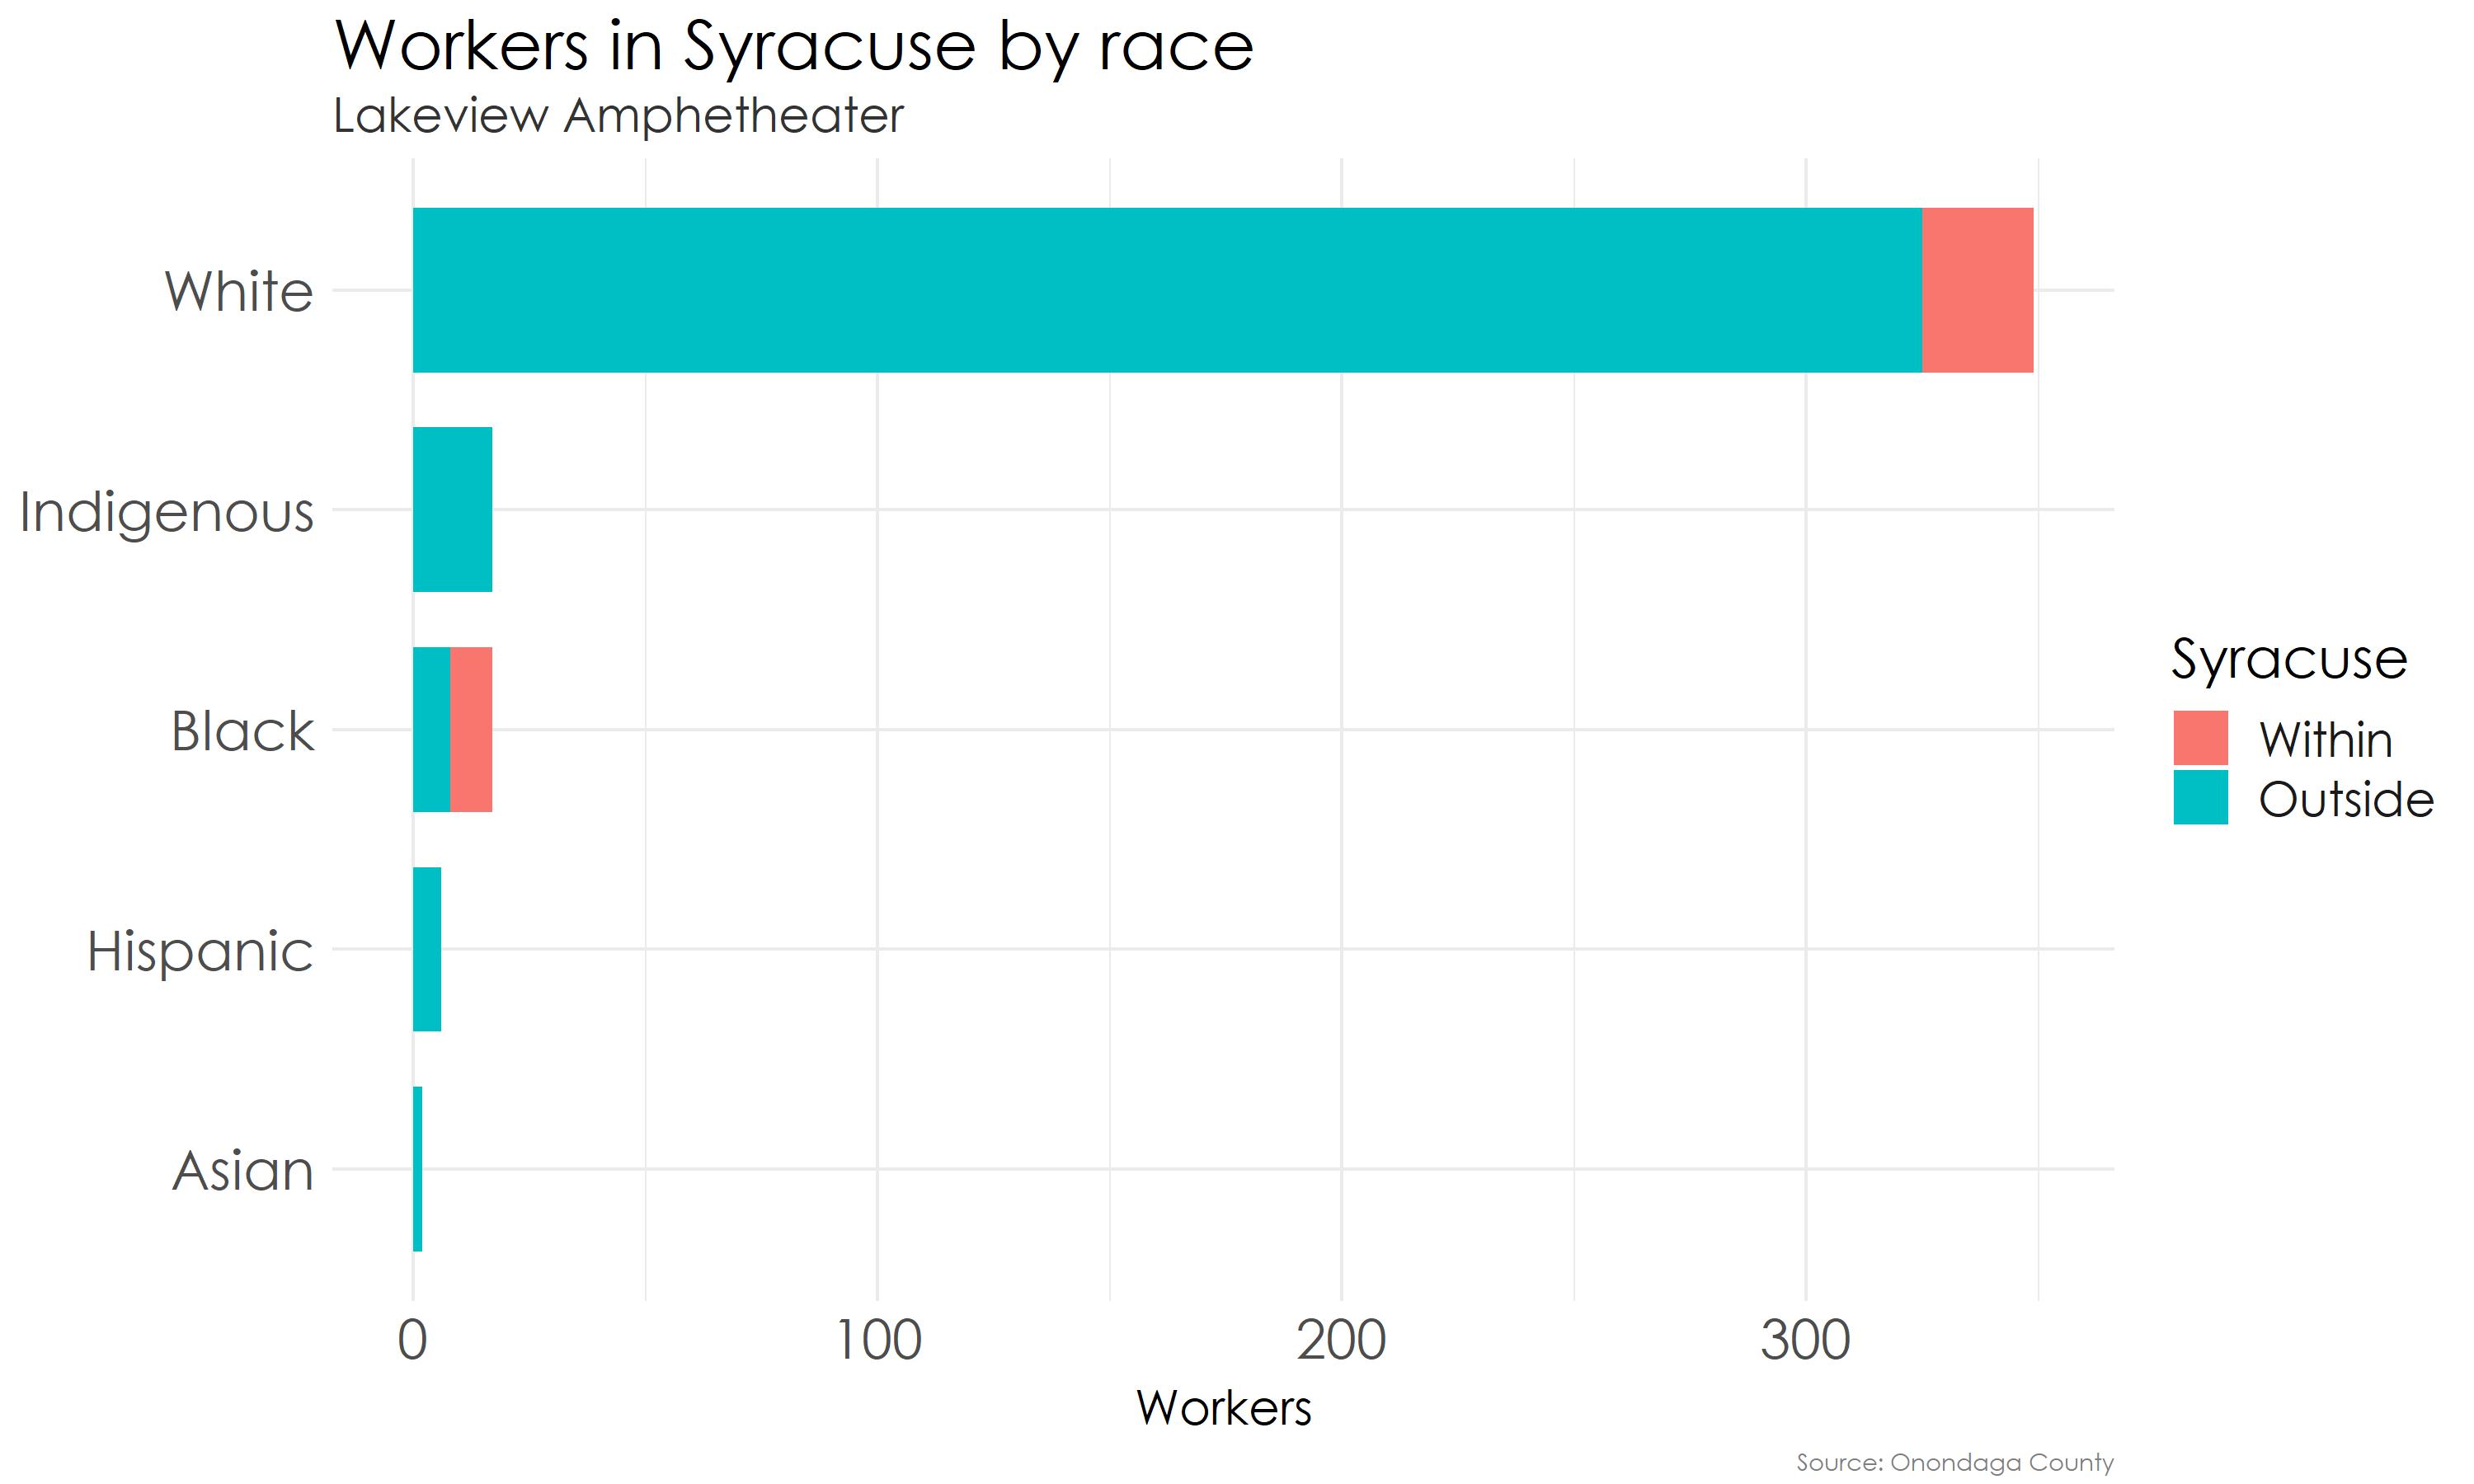 Workers in Syracuse by race
Lakeview Amphetheater
White
Indigenous
Black
Hispanic
Asian
0 100 200 300
Workers
Syracuse
Within
Outside
Source: Onondaga County